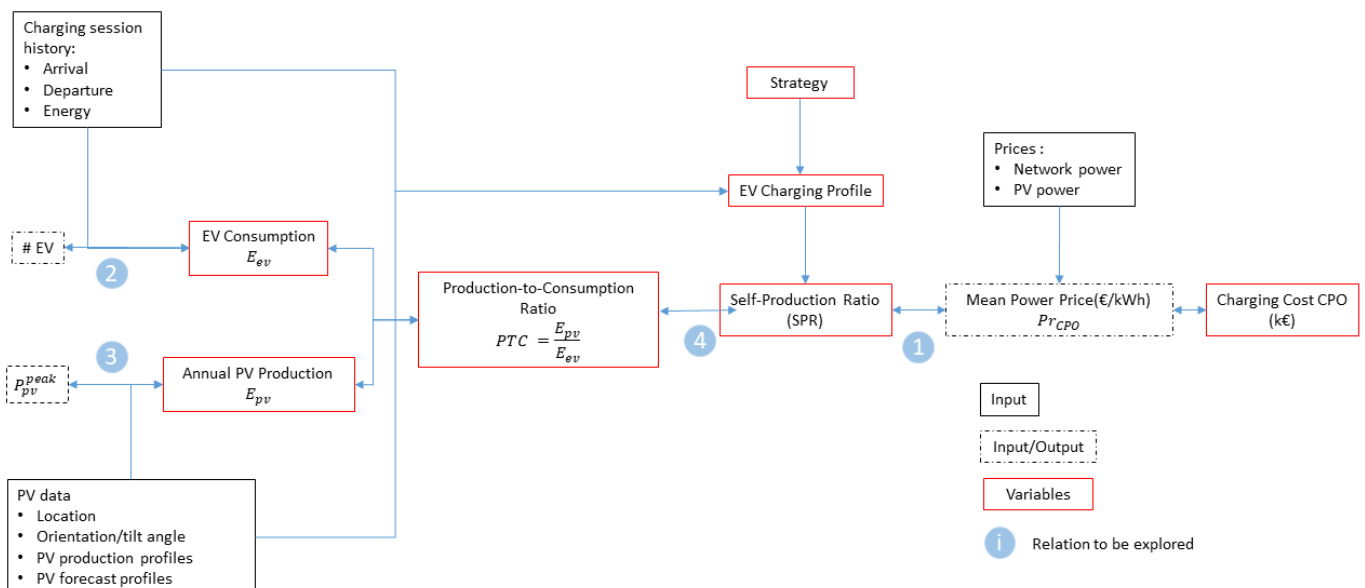 Charging session
history:
• Arrival
• Departure
• Energy
Strategy
Prices :
• Network power
• PV power
EV Charging Profile
# EV
EV Consumption
E_ev
2
Production-to-Consumption
Ratio
PTC = E_pv / E_ev
4
Self-Production Ratio
(SPR)
1
Mean Power Price(€/kWh)
Pr_CPO
Charging Cost CPO
(k€)
3
P_pv^peak
Annual PV Production
E_pv
Input
Input/Output
Variables
i Relation to be explored
PV data
• Location
• Orientation/tilt angle
• PV production profiles
• PV forecast profiles